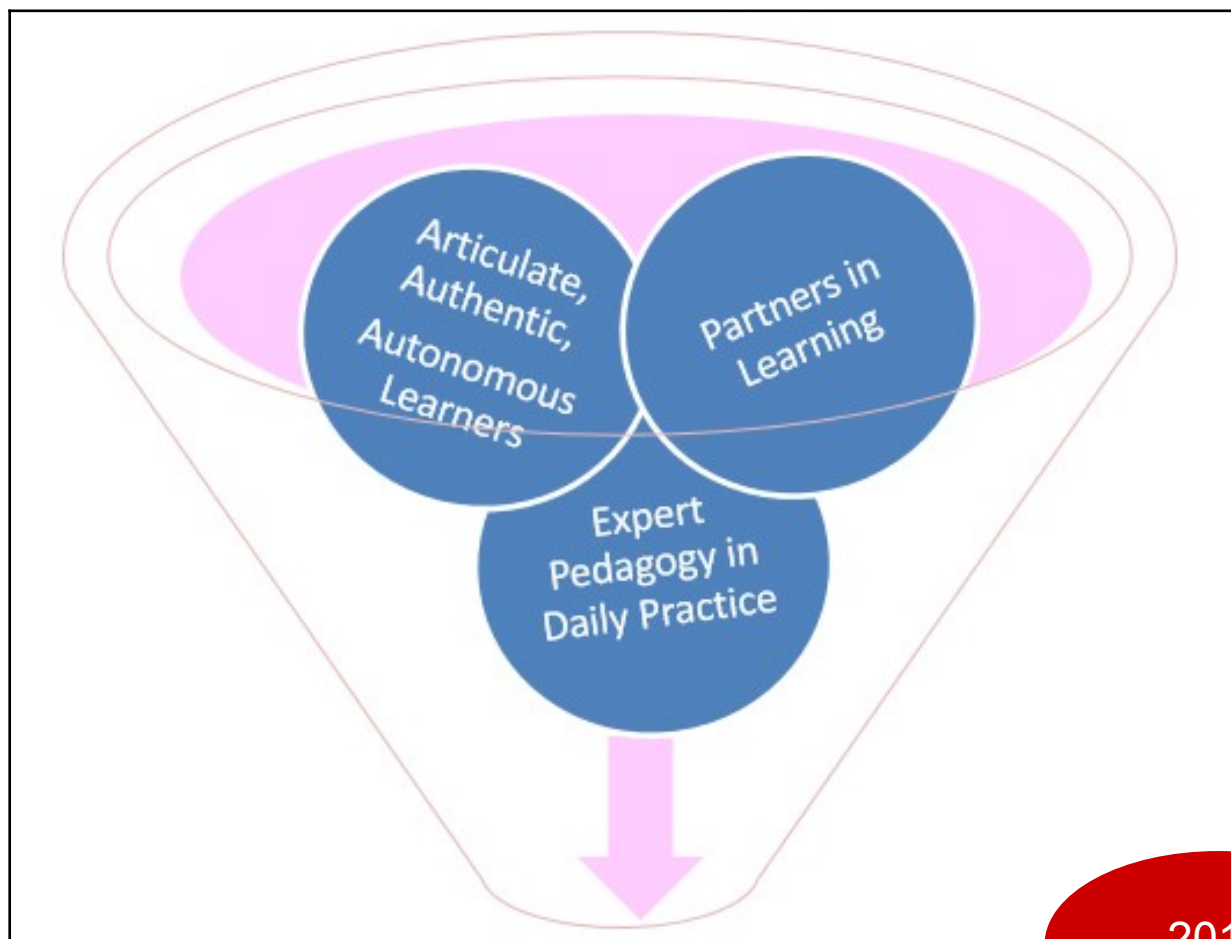 Articulate,
Authentic,
Autonomous
Learners
Partners in
Learning
Expert
Pedagogy in
Daily Practice